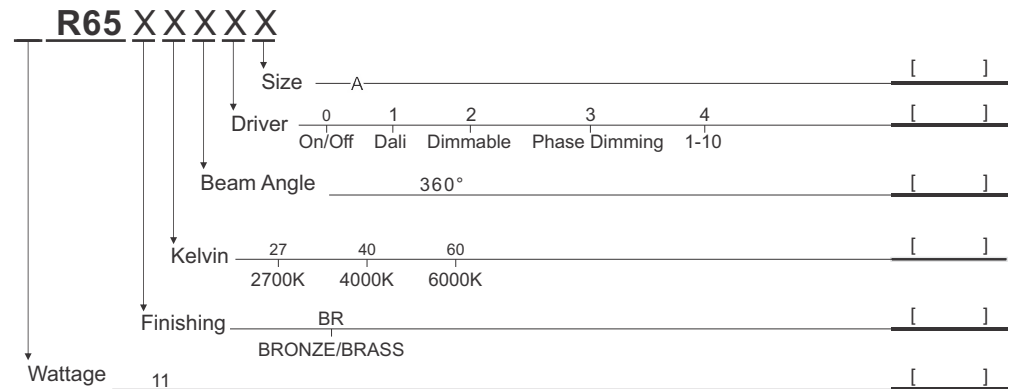 R65 X X X X X
Size A [ ]
0 1 2 3 4
Driver [ ]
On/Off Dali Dimmable Phase Dimming 1-10
Beam Angle 360° [ ]
27 40 60
Kelvin [ ]
2700K 4000K 6000K
BR
Finishing [ ]
BRONZE/BRASS
Wattage 11 [ ]